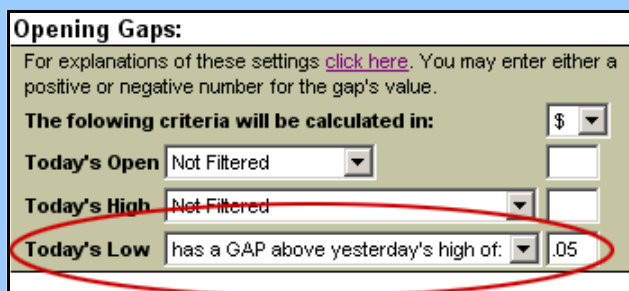 Opening Gaps:
For explanations of these settings click here. You may enter either a
positive or negative number for the gap's value.
The folowing criteria will be calculated in: $
Today's Open Not Filtered
Today's High Not Filtered
Today's Low has a GAP above yesterday's high of: .05